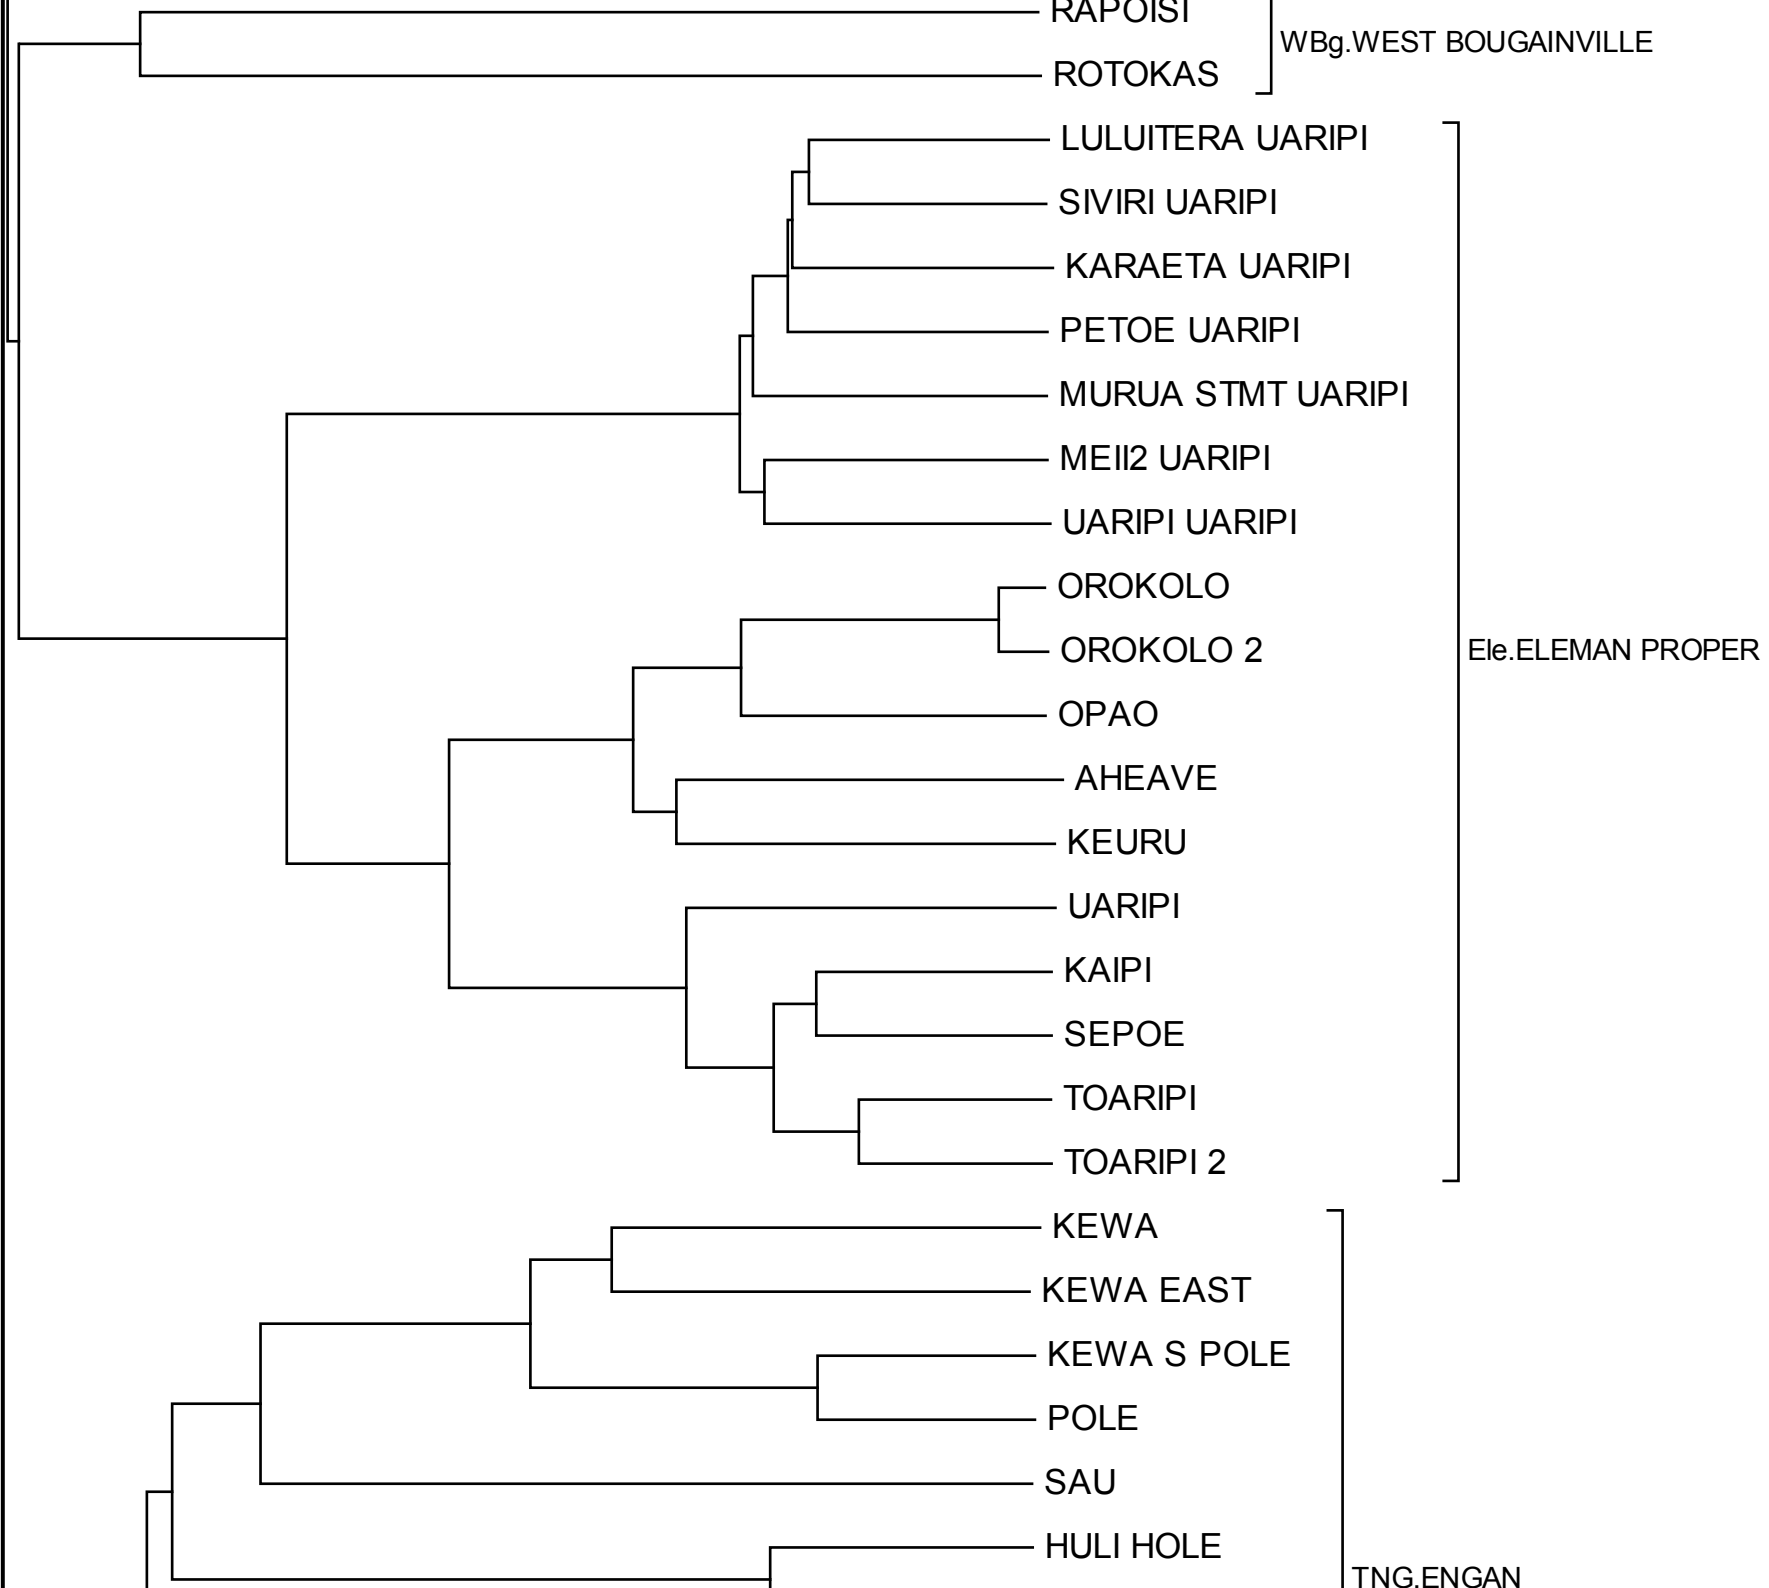 RAPOISI
WBg.WEST BOUGAINVILLE
ROTOKAS
LULUITERA UARIPI
SIVIRI UARIPI
KARAETA UARIPI
PETOE UARIPI
MURUA STMT UARIPI
MEII2 UARIPI
UARIPI UARIPI
OROKOLO
OROKOLO 2
Ele.ELEMAN PROPER
OPAO
AHEAVE
KEURU
UARIPI
KAIPI
SEPOE
TOARIPI
TOARIPI 2
KEWA
KEWA EAST
KEWA S POLE
POLE
SAU
HULI HOLE
TNG.ENGAN